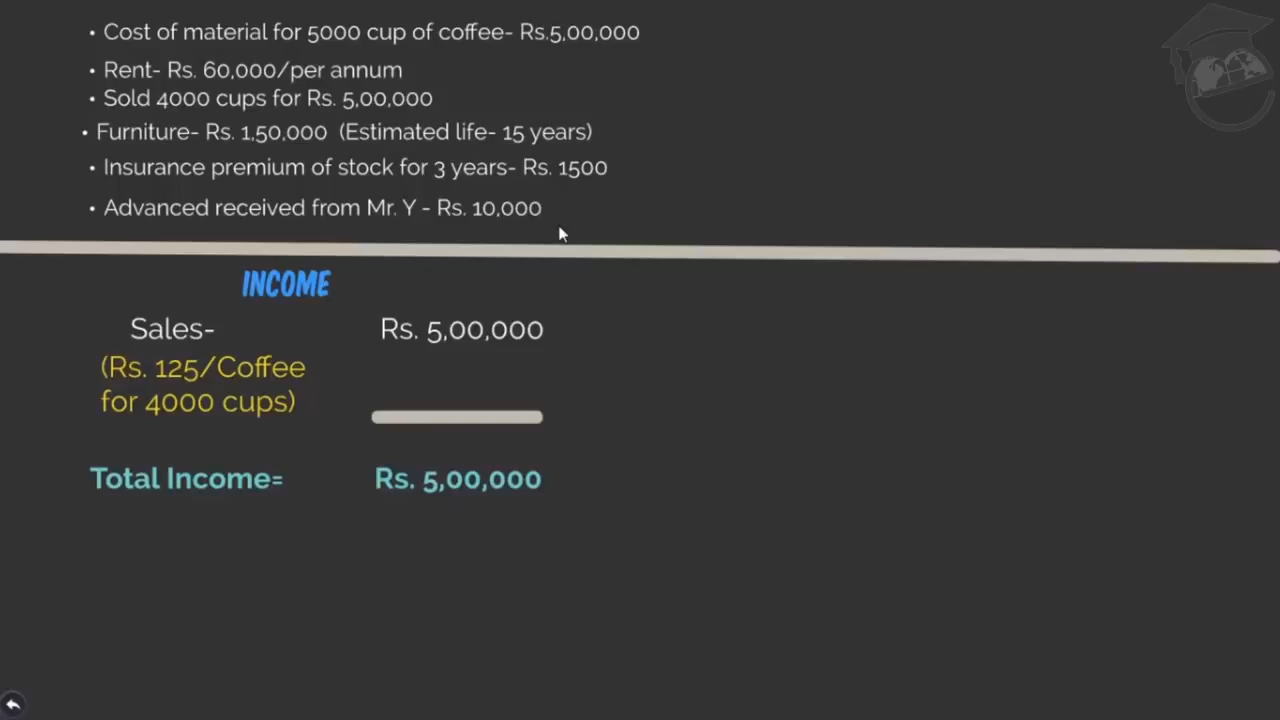 • Cost of material for 5000 cup of coffee- Rs.5,00,000
• Rent- Rs. 60,000/per annum
• Sold 4000 cups for Rs. 5,00,000
• Furniture- Rs. 1,50,000 (Estimated life- 15 years)
• Insurance premium of stock for 3 years- Rs. 1500
• Advanced received from Mr. Y - Rs. 10,000
INCOME
Sales- Rs. 5,00,000
(Rs. 125/Coffee
for 4000 cups)
Total Income= Rs. 5,00,000